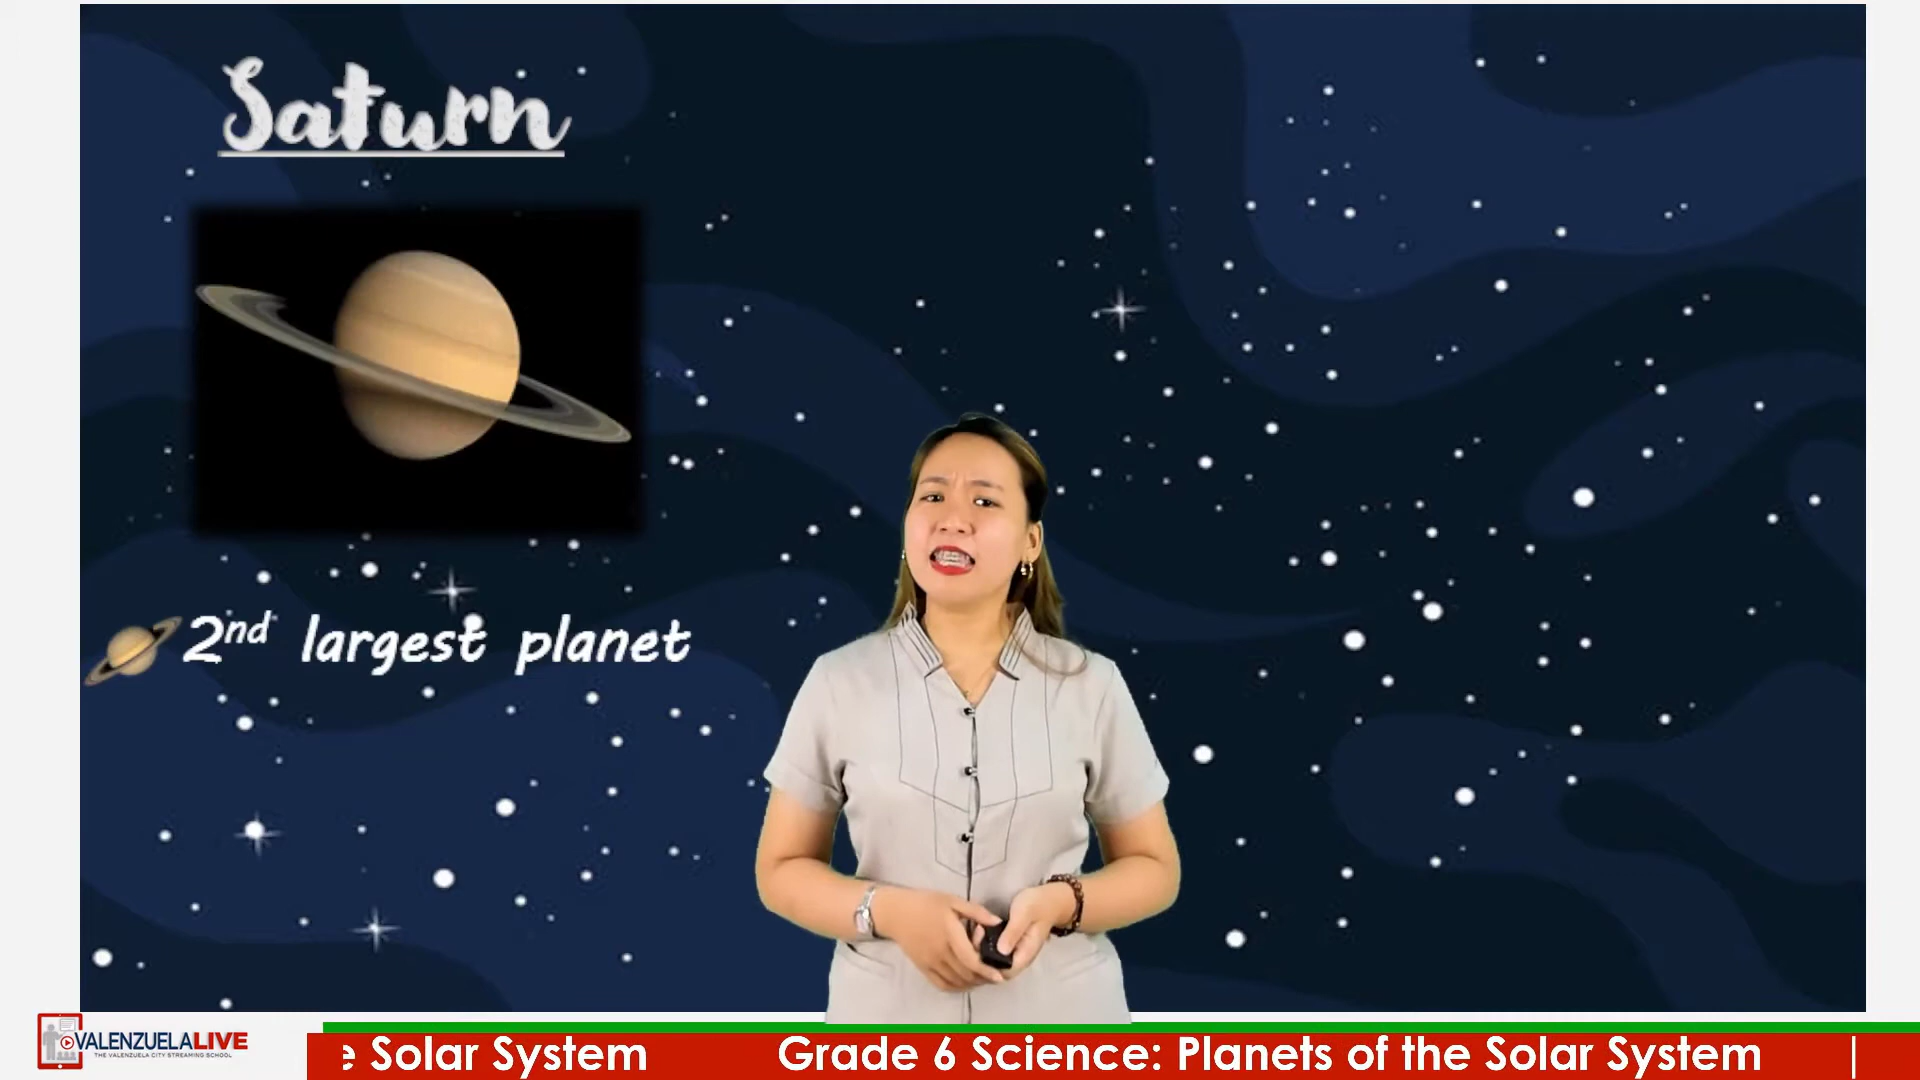 Saturn
2nd largest planet
VALENZUELALIVE
THE VALENZUELA CITY STREAMING SCHOOL
e Solar System Grade 6 Science: Planets of the Solar System |